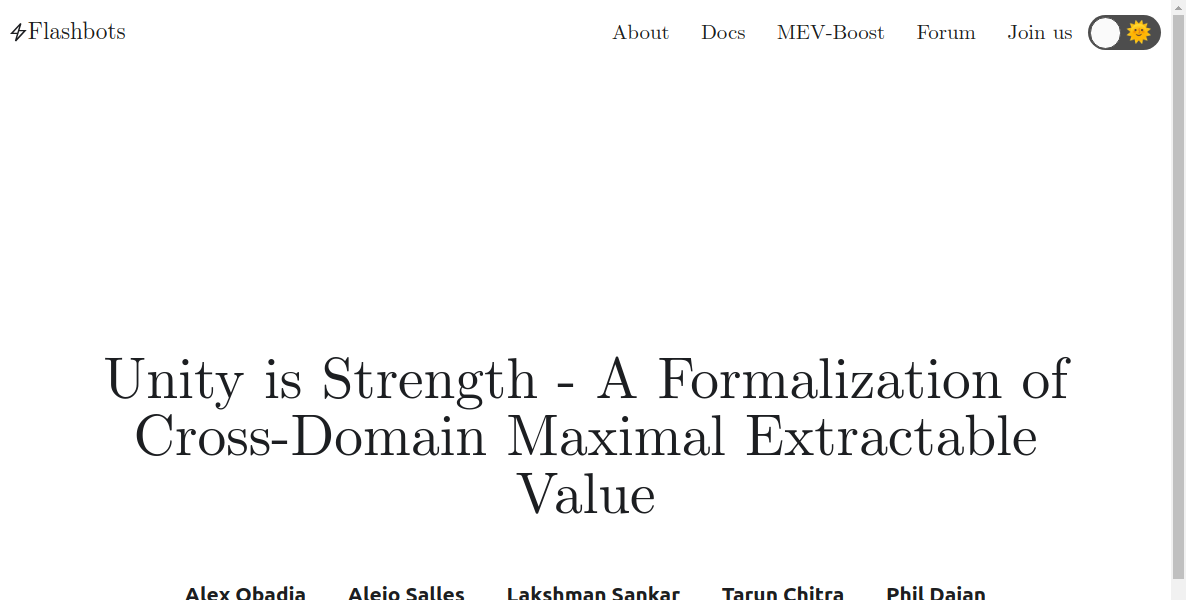 Flashbots
About Docs MEV-Boost Forum Join us
Unity is Strength - A Formalization of
Cross-Domain Maximal Extractable
Value
Alex Obadia Alejo Salles Lakshman Sankar Tarun Chitra Phil Daian